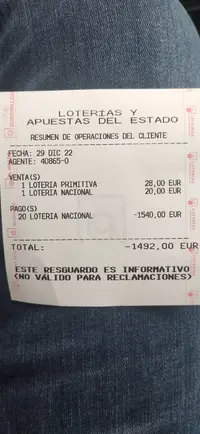 LOTERIAS Y
APUESTAS DEL ESTADO
RESUMEN DE OPERACIONES DEL CLIENTE
FECHA: 29 DIC 22
AGENTE: 40865-0
VENTA(S)
1 LOTERIA PRIMITIVA 28,00 EUR
1 LOTERIA NACIONAL 20,00 EUR
PAGO(S)
20 LOTERIA NACIONAL -1540,00 EUR
TOTAL: -1492,00 EUR
ESTE RESGUARDO ES INFORMATIVO
(NO VÁLIDO PARA RECLAMACIONES)